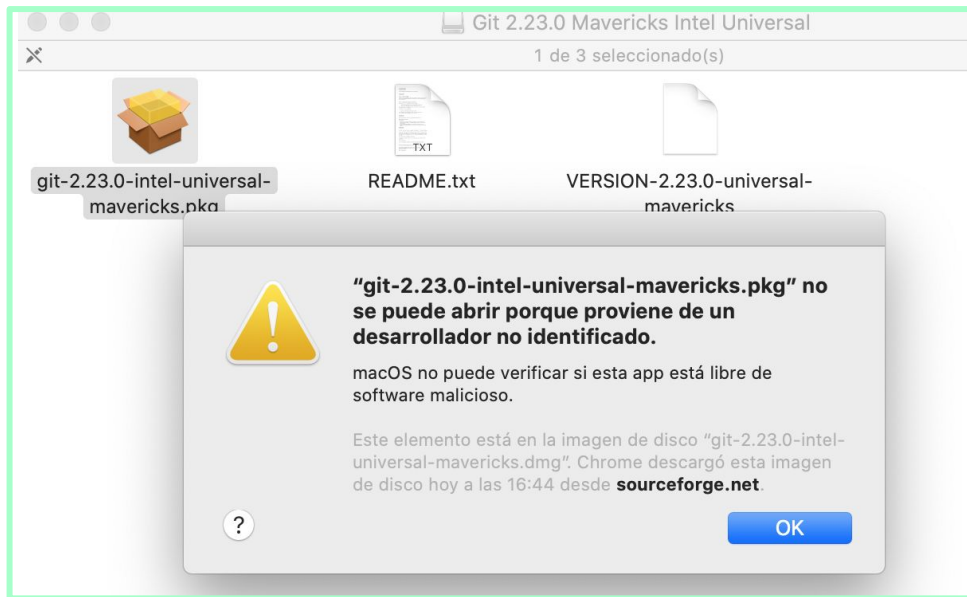 Git 2.23.0 Mavericks Intel Universal
1 de 3 seleccionado(s)
TXT
git-2.23.0-intel-universal-
mavericks.pkg
README.txt
VERSION-2.23.0-universal-
mavericks
“git-2.23.0-intel-universal-mavericks.pkg” no
se puede abrir porque proviene de un
desarrollador no identificado.
macOS no puede verificar si esta app está libre de
software malicioso.
Este elemento está en la imagen de disco “git-2.23.0-intel-
universal-mavericks.dmg”. Chrome descargó esta imagen
de disco hoy a las 16:44 desde sourceforge.net.
?
OK